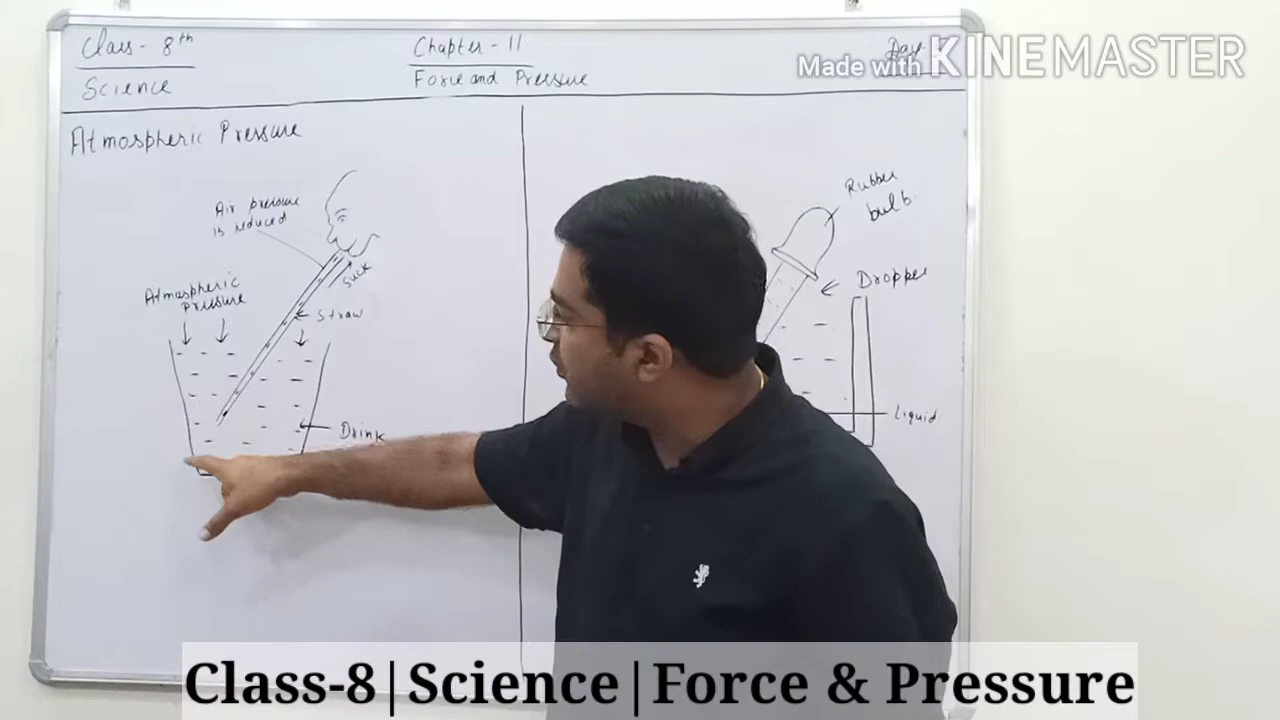 Class - 8th
Science
Chapter - 11
Force and Pressure
Made with KINEMASTER
Atmospheric Pressure
Air pressure
is reduced
Suck
Atmospheric
Pressure
Straw
Drink
Rubber
bulb.
Dropper
Liquid
Class-8|Science|Force & Pressure